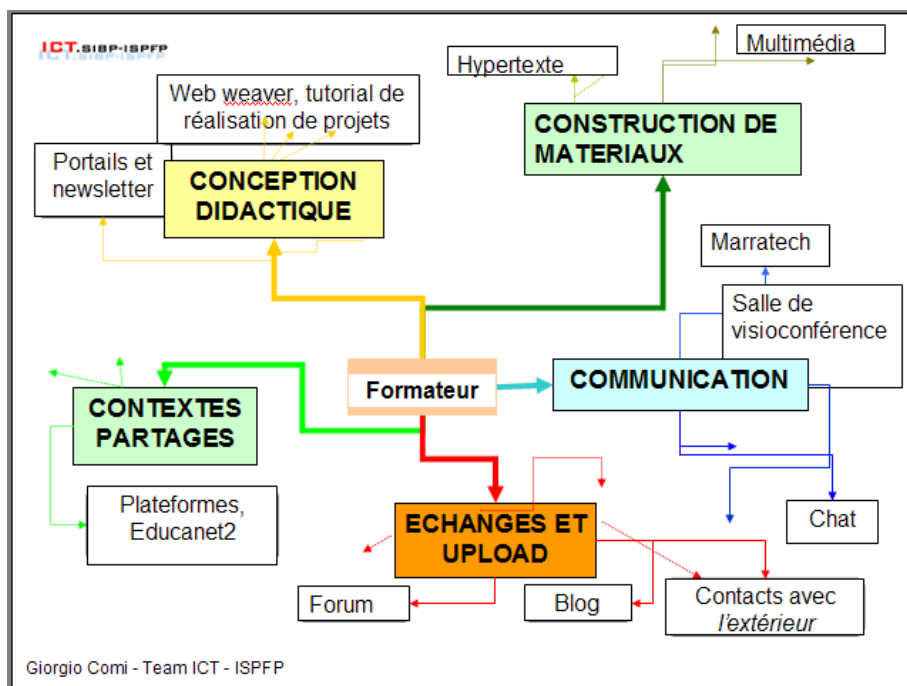 ICT.SIBP-ISPFP
Hypertexte
Multimédia
Web weaver, tutorial de
réalisation de projets
CONSTRUCTION DE
MATERIAUX
Portails et
newsletter
CONCEPTION
DIDACTIQUE
Marratech
Salle de
visioconférence
Formateur
COMMUNICATION
CONTEXTES
PARTAGES
Plateformes,
Educanet2
ECHANGES ET
UPLOAD
Chat
Forum
Blog
Contacts avec
l'extérieur
Giorgio Comi - Team ICT - ISPFP